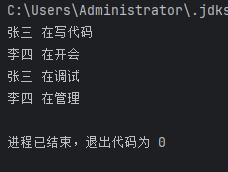 C:\Users\Administrator\.jdks
张三 在写代码
李四 在开会
张三 在调试
李四 在管理
进程已结束，退出代码为 0